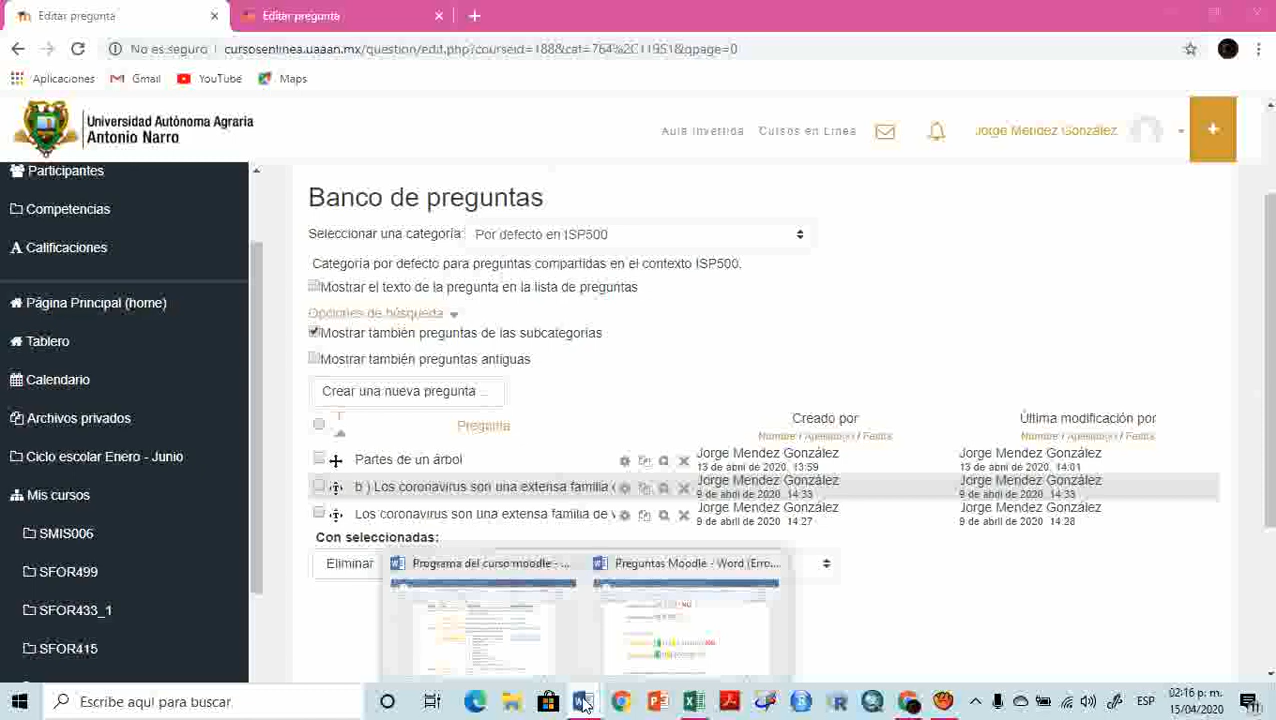 Editar pregunta
Editar pregunta
No es seguro cursosenlinea.uaaan.mx/question/edit.php?courseid=188&cat=764%2C11951&qpage=0
Aplicaciones Gmail YouTube Maps
Universidad Autónoma Agraria
Antonio Narro
Aula Invertida Cursos en Línea Jorge Méndez González
Participantes
Competencias
Calificaciones
Página Principal (home)
Tablero
Calendario
Archivos privados
Ciclo escolar Enero - Junio
Mis cursos
SMIS006
SFOR499
SFOR433_1
SFOR415
Banco de preguntas
Seleccionar una categoría: Por defecto en ISP500
Categoría por defecto para preguntas compartidas en el contexto ISP500.
Mostrar el texto de la pregunta en la lista de preguntas
Opciones de búsqueda
Mostrar también preguntas de las subcategorías
Mostrar también preguntas antiguas
Crear una nueva pregunta ...
T Pregunta Creado por Última modificación por
Nombre / Apellido(s) / Fecha Nombre / Apellido(s) / Fecha
Partes de un árbol Jorge Mendez González Jorge Mendez González
13 de abril de 2020, 13:59 13 de abril de 2020, 14:01
b ) Los coronavirus son una extensa familia Jorge Mendez González Jorge Mendez González
9 de abril de 2020, 14:33 9 de abril de 2020, 14:33
Los coronavirus son una extensa familia de v Jorge Mendez González Jorge Mendez González
9 de abril de 2020, 14:27 9 de abril de 2020, 14:28
Con seleccionadas:
Eliminar
Programa del curso moodle - ... Preguntas Moodle - Word (Erro...
Escribe aquí para buscar. ESP 02:16 p. m.
15/04/2020